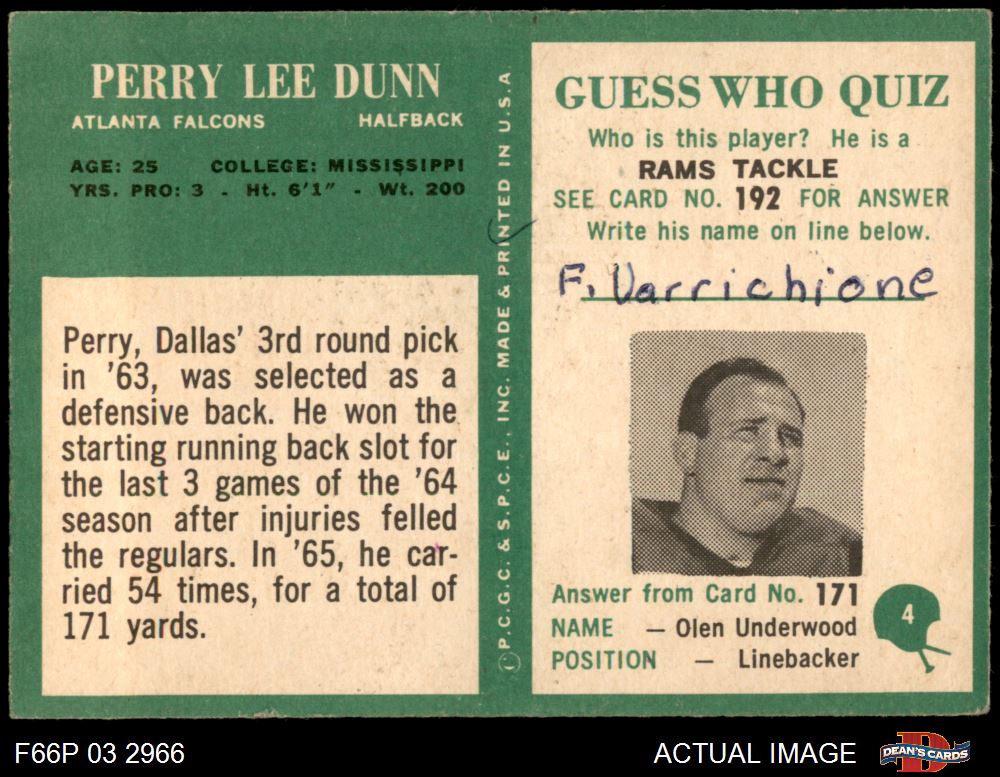 PERRY LEE DUNN
ATLANTA FALCONS HALFBACK
AGE: 25 COLLEGE: MISSISSIPPI
YRS. PRO: 3 - Ht. 6'1" - Wt. 200
Perry, Dallas' 3rd round pick
in '63, was selected as a
defensive back. He won the
starting running back slot for
the last 3 games of the '64
season after injuries felled
the regulars. In '65, he car-
ried 54 times, for a total of
171 yards.
©P.C.G.C. & S.P.C.E., INC. MADE & PRINTED IN U.S.A.
GUESS WHO QUIZ
Who is this player? He is a
RAMS TACKLE
SEE CARD NO. 192 FOR ANSWER
Write his name on line below.
F. Varrichione
Answer from Card No. 171
NAME — Olen Underwood
POSITION — Linebacker
4
F66P 03 2966
ACTUAL IMAGE
D
DEAN'S CARDS